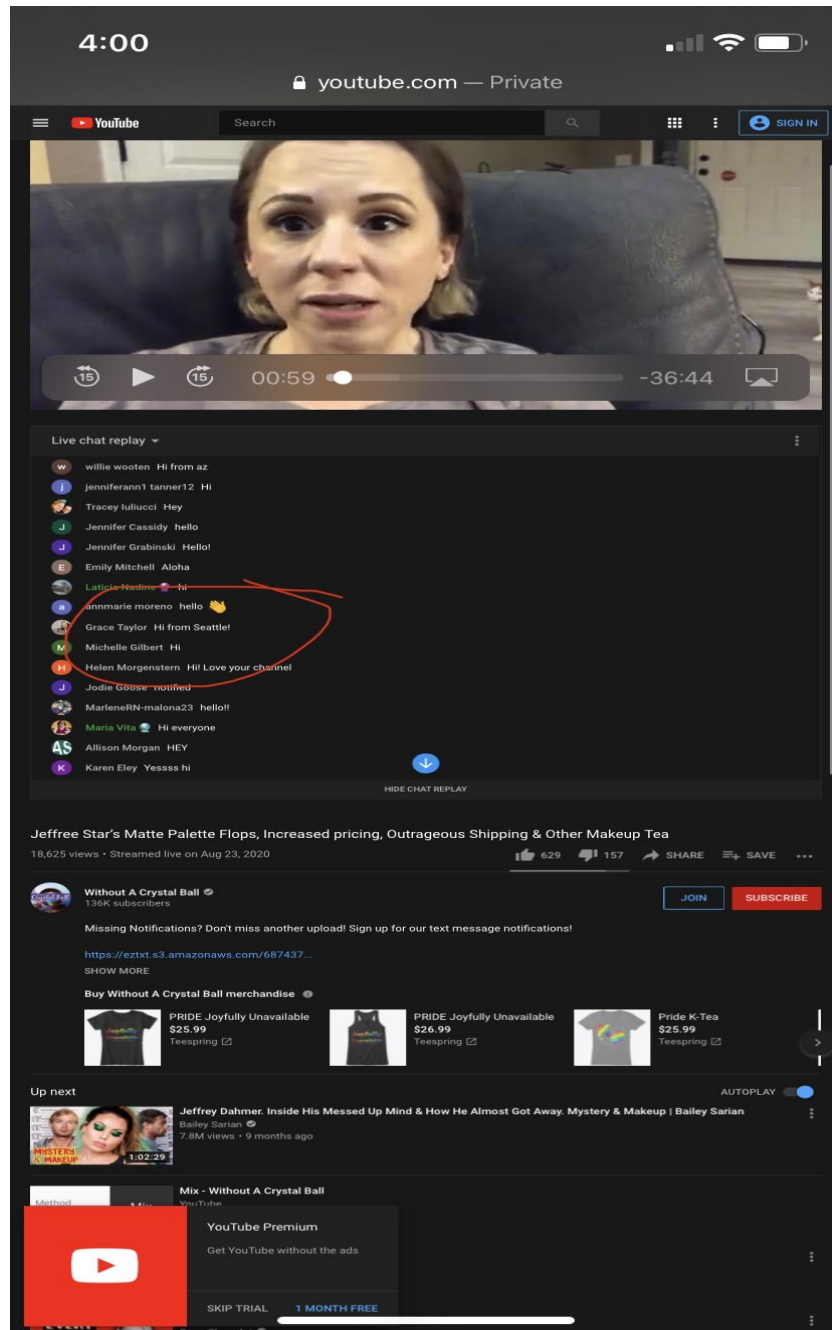 4:00
youtube.com — Private
YouTube
Search
SIGN IN
15
15
00:59
-36:44
Live chat replay
w willie wooten Hi from az
j jenniferann1 tanner12 Hi
Tracey Iuliucci Hey
J Jennifer Cassidy hello
J Jennifer Grabinski Hello!
E Emily Mitchell Aloha
Laticia Nadine hi
a annmarie moreno hello 👋
Grace Taylor Hi from Seattle!
M Michelle Gilbert Hi
H Helen Morgenstern Hi! Love your channel
J Jodie Goose notified
MarleneRN-malona23 hello!!
Maria Vita Hi everyone
AS Allison Morgan HEY
K Karen Eley Yessss hi
HIDE CHAT REPLAY
Jeffree Star's Matte Palette Flops, Increased pricing, Outrageous Shipping & Other Makeup Tea
18,625 views • Streamed live on Aug 23, 2020
629 157 SHARE SAVE
Without A Crystal Ball
136K subscribers
JOIN SUBSCRIBE
Missing Notifications? Don't miss another upload! Sign up for our text message notifications!
https://eztxt.s3.amazonaws.com/687437...
SHOW MORE
Buy Without A Crystal Ball merchandise
PRIDE Joyfully Unavailable
$25.99
Teespring
PRIDE Joyfully Unavailable
$26.99
Teespring
Pride K-Tea
$25.99
Teespring
Up next
AUTOPLAY
Jeffrey Dahmer. Inside His Messed Up Mind & How He Almost Got Away. Mystery & Makeup | Bailey Sarian
Bailey Sarian
7.8M views • 9 months ago
MYSTERY
& MAKEUP
1:02:29
Mix - Without A Crystal Ball
YouTube
Method
Mix
YouTube Premium
Get YouTube without the ads
SKIP TRIAL 1 MONTH FREE